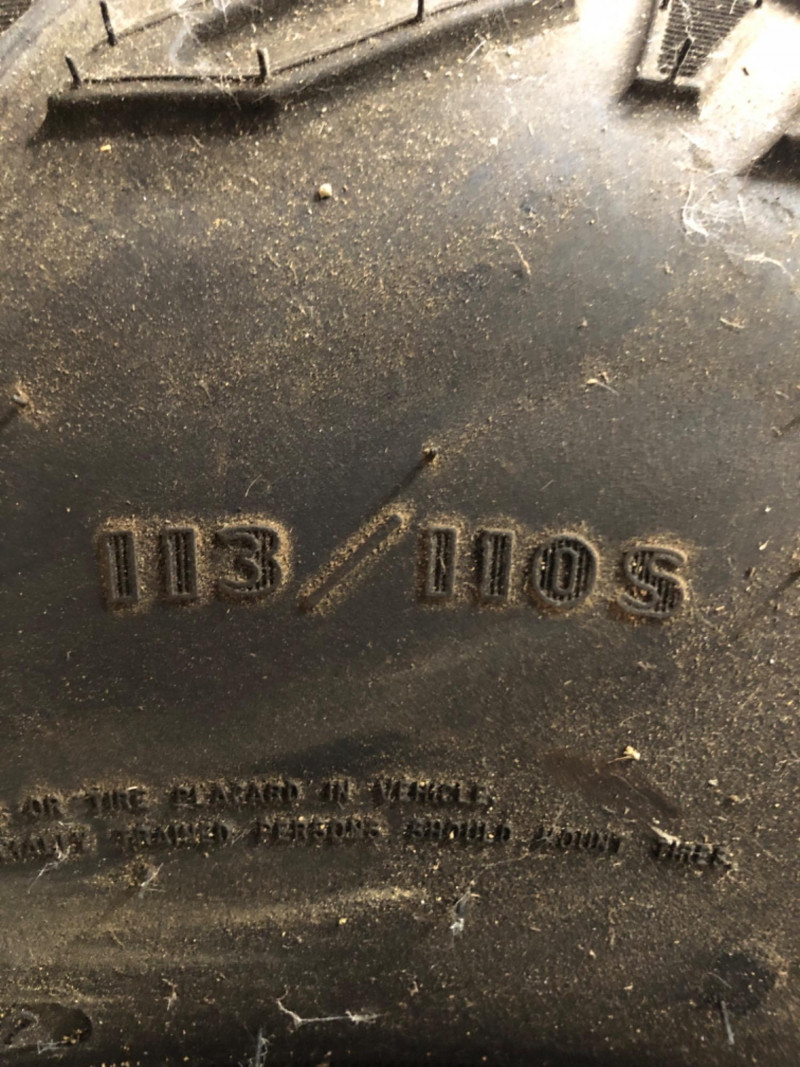 113/110S
OR TIRE PLACARD IN VEHICLE.
TRAINED PERSONS SHOULD MOUNT TIRES.